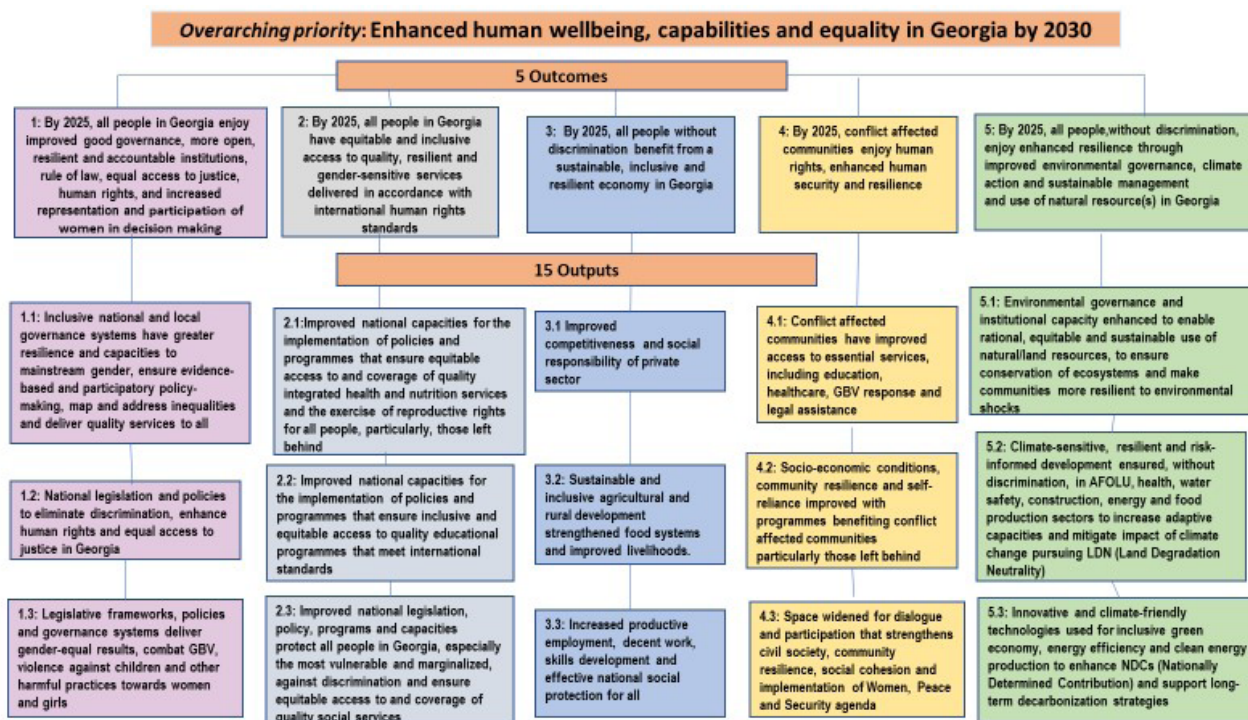 Overarching priority: Enhanced human wellbeing, capabilities and equality in Georgia by 2030
5 Outcomes
1: By 2025, all people in Georgia enjoy
improved good governance, more open,
resilient and accountable institutions,
rule of law, equal access to justice,
human rights, and increased
representation and participation of
women in decision making
2: By 2025, all people in Georgia
have equitable and inclusive
access to quality, resilient and
gender-sensitive services
delivered in accordance with
international human rights
standards
3: By 2025, all people without
discrimination benefit from a
sustainable, inclusive and
resilient economy in Georgia
4: By 2025, conflict affected
communities enjoy human
rights, enhanced human
security and resilience
5: By 2025, all people,without discrimination,
enjoy enhanced resilience through
improved environmental governance, climate
action and sustainable management
and use of natural resource(s) in Georgia
15 Outputs
1.1: Inclusive national and local
governance systems have greater
resilience and capacities to
mainstream gender, ensure evidence-
based and participatory policy-
making, map and address inequalities
and deliver quality services to all
2.1:Improved national capacities for the
implementation of policies and
programmes that ensure equitable
access to and coverage of quality
integrated health and nutrition services
and the exercise of reproductive rights
for all people, particularly, those left
behind
3.1 Improved
competitiveness and social
responsibility of private
sector
4.1: Conflict affected
communities have improved
access to essential services,
including education,
healthcare, GBV response and
legal assistance
5.1: Environmental governance and
institutional capacity enhanced to enable
rational, equitable and sustainable use of
natural/land resources, to ensure
conservation of ecosystems and make
communities more resilient to environmental
shocks
1.2: National legislation and policies
to eliminate discrimination, enhance
human rights and equal access to
justice in Georgia
2.2: Improved national capacities for
the implementation of policies and
programmes that ensure inclusive and
equitable access to quality educational
programmes that meet international
standards
3.2: Sustainable and
inclusive agricultural and
rural development
strengthened food systems
and improved livelihoods.
4.2: Socio-economic conditions,
community resilience and self-
reliance improved with
programmes benefiting conflict
affected communities
particularly those left behind
5.2: Climate-sensitive, resilient and risk-
informed development ensured, without
discrimination, in AFOLU, health, water
safety, construction, energy and food
production sectors to increase adaptive
capacities and mitigate impact of climate
change pursuing LDN (Land Degradation
Neutrality)
1.3: Legislative frameworks, policies
and governance systems deliver
gender-equal results, combat GBV,
violence against children and other
harmful practices towards women
and girls
2.3: Improved national legislation,
policy, programs and capacities
protect all people in Georgia, especially
the most vulnerable and marginalized,
against discrimination and ensure
equitable access to and coverage of
quality social services
3.3: Increased productive
employment, decent work,
skills development and
effective national social
protection for all
4.3: Space widened for dialogue
and participation that strengthens
civil society, community
resilience, social cohesion and
implementation of Women, Peace
and Security agenda
5.3: Innovative and climate-friendly
technologies used for inclusive green
economy, energy efficiency and clean energy
production to enhance NDCs (Nationally
Determined Contribution) and support long-
term decarbonization strategies